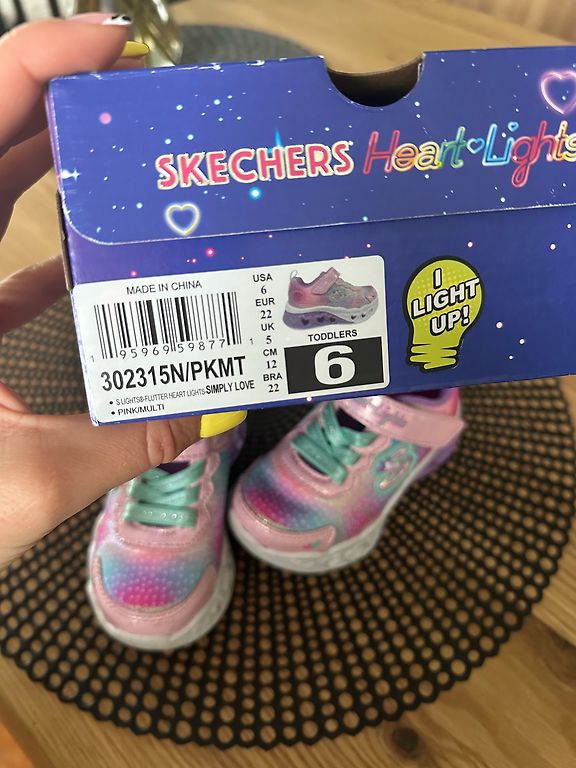 SKECHERS Heart Lights
MADE IN CHINA
1 95969 59877 1
302315N/PKMT
• S LIGHTS®-FLUTTER HEART LIGHTS-SIMPLY LOVE
• PINK/MULTI
USA
6
EUR
22
UK
5
CM
12
BRA
22
TODDLERS
6
I
LIGHT
UP!